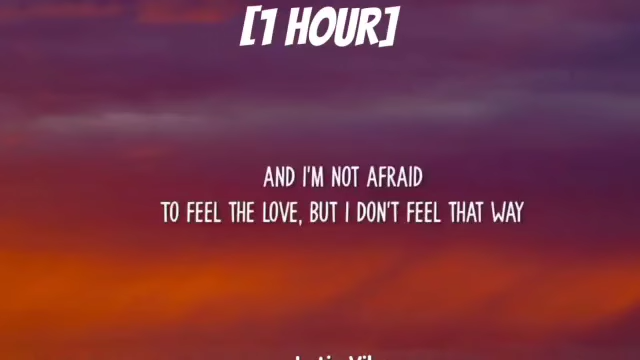 [1 HOUR]
AND I'M NOT AFRAID
TO FEEL THE LOVE, BUT I DON'T FEEL THAT WAY